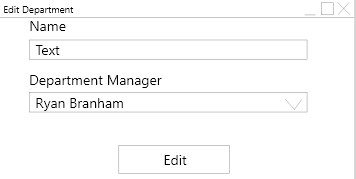 Edit Department
Name
Text
Department Manager
Ryan Branham
Edit